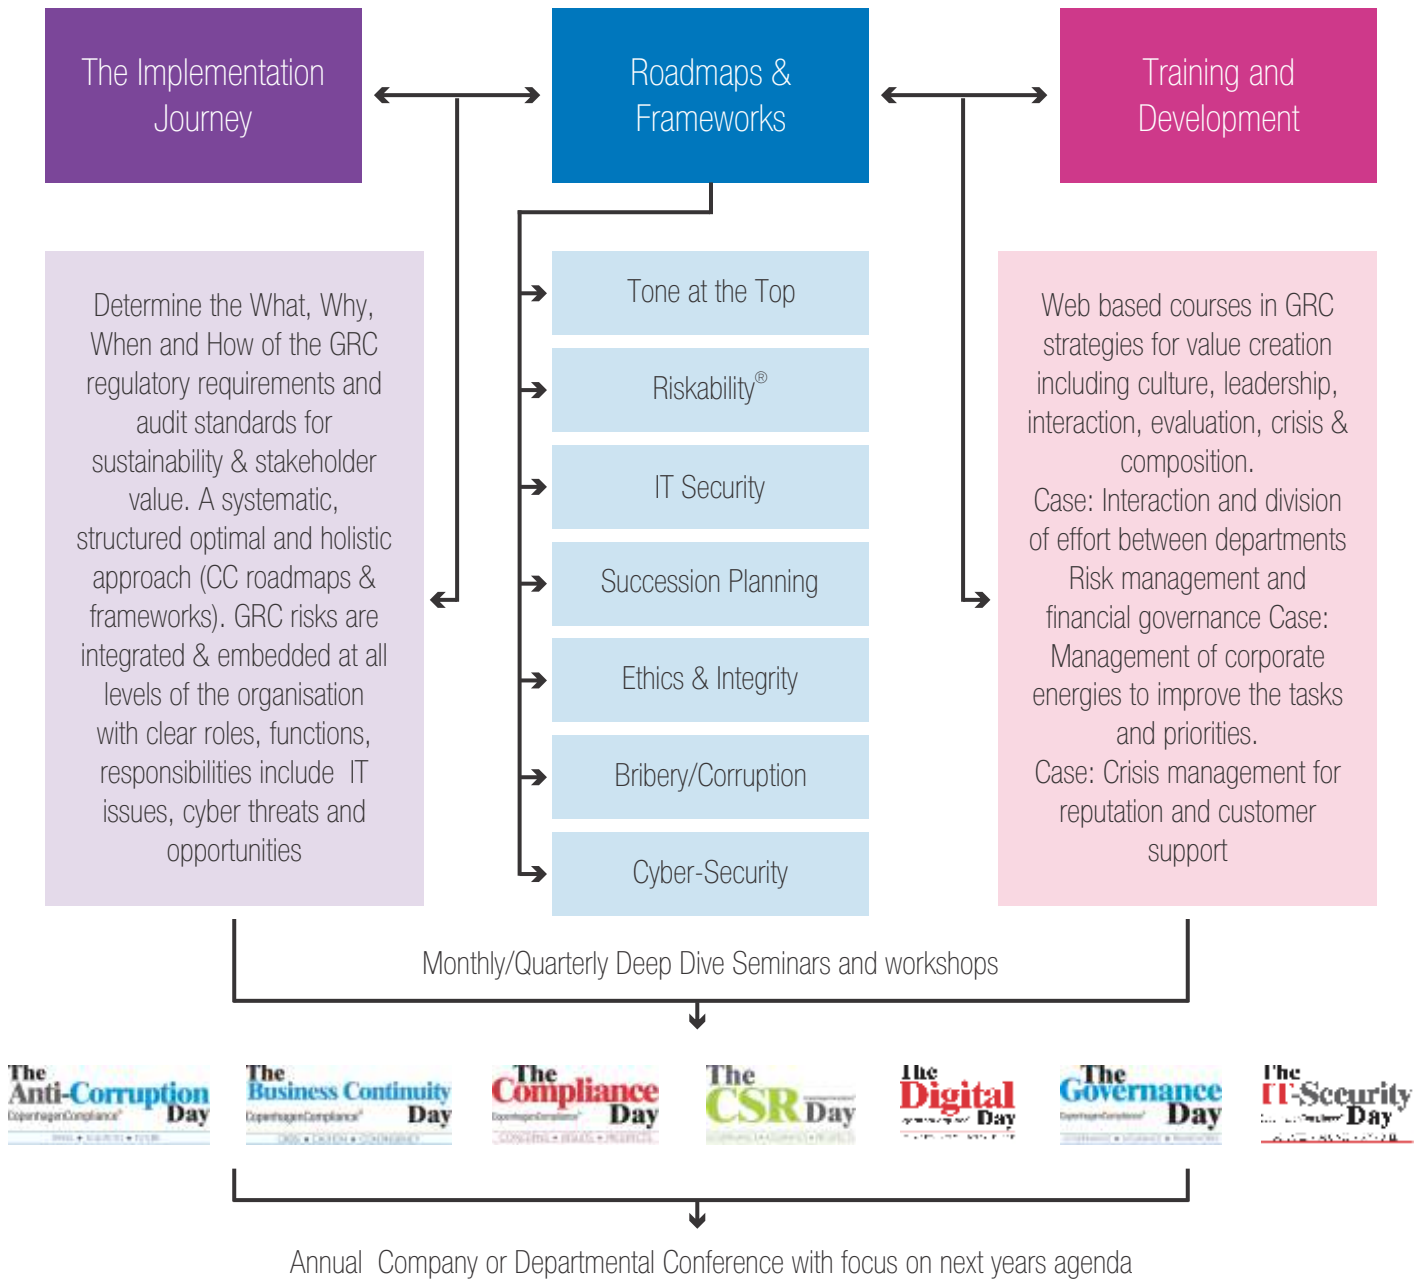 The Implementation
Journey
Roadmaps &
Frameworks
Training and
Development
Determine the What, Why,
When and How of the GRC
regulatory requirements and
audit standards for
sustainability & stakeholder
value. A systematic,
structured optimal and holistic
approach (CC roadmaps &
frameworks). GRC risks are
integrated & embedded at all
levels of the organisation
with clear roles, functions,
responsibilities include  IT
issues, cyber threats and
opportunities
Tone at the Top
Riskability®
IT Security
Succession Planning
Ethics & Integrity
Bribery/Corruption
Cyber-Security
Web based courses in GRC
strategies for value creation
including culture, leadership,
interaction, evaluation, crisis &
composition.
Case: Interaction and division
of effort between departments
Risk management and
financial governance Case:
Management of corporate
energies to improve the tasks
and priorities.
Case: Crisis management for
reputation and customer
support
Monthly/Quarterly Deep Dive Seminars and workshops
The
Anti-Corruption
CopenhagenCompliance®
Day
The
Business Continuity
CopenhagenCompliance®
Day
The
Compliance
CopenhagenCompliance®
Day
The
CSR Day
The
Digital
Day
The
Governance
CopenhagenCompliance®
Day
The
IT-Security
Day
Annual  Company or Departmental Conference with focus on next years agenda